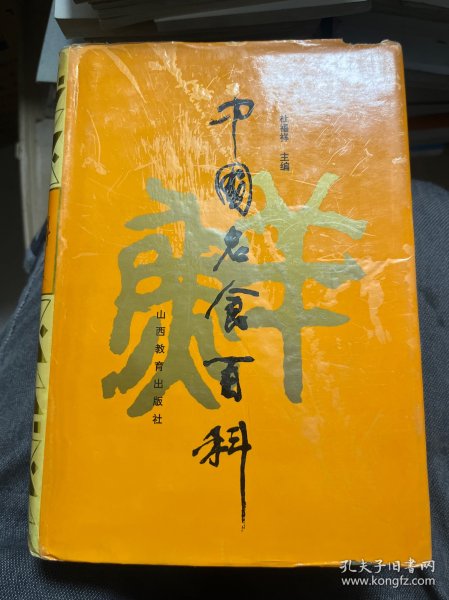 杜福祥 主编
中國名食百科
鮮
山西教育出版社
孔夫子旧书网
www.kongfz.com